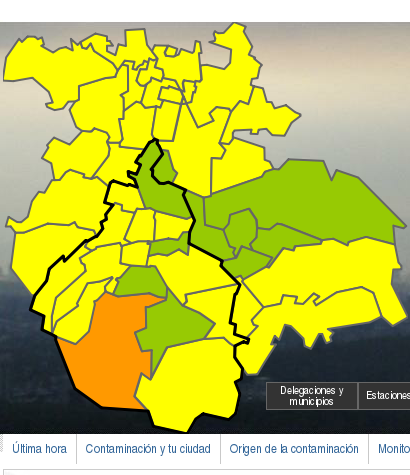 Delegaciones y
municipios
Estaciones
Última hora
Contaminación y tu ciudad
Origen de la contaminación
Monito